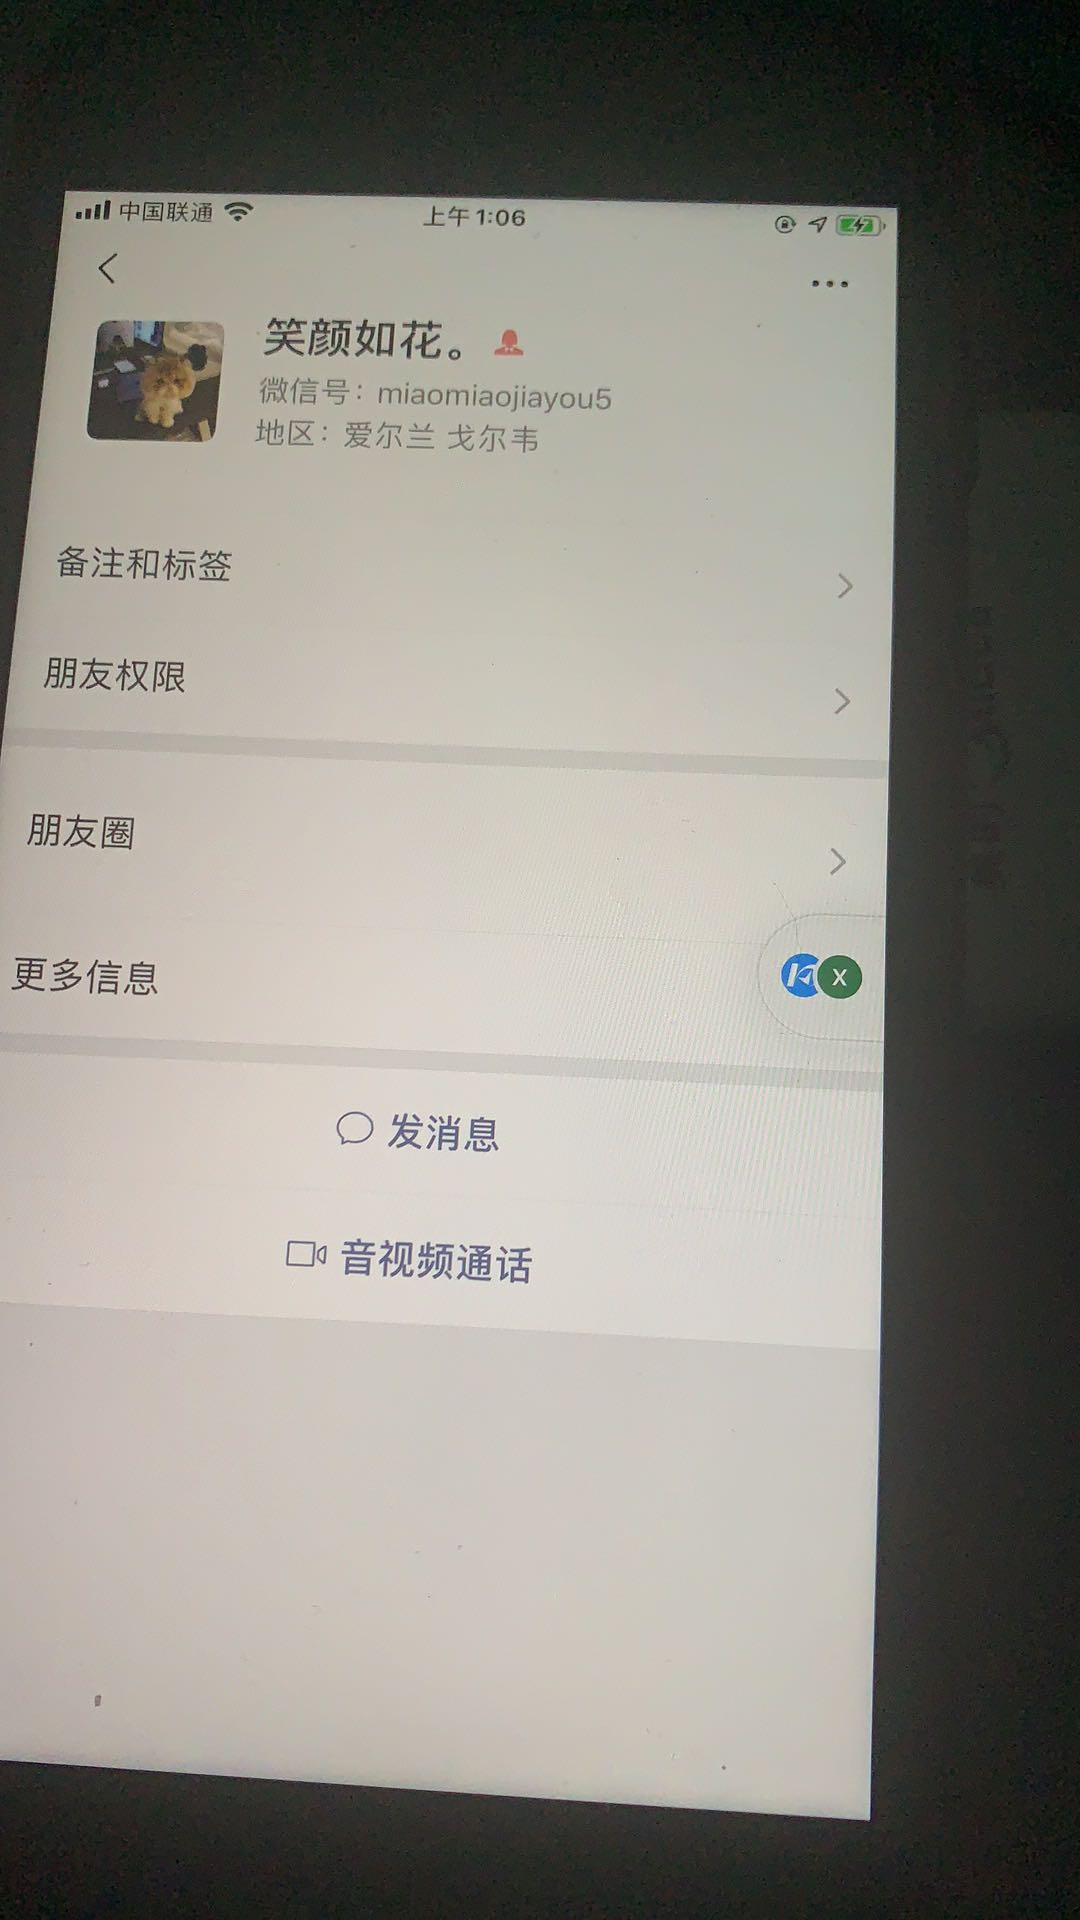 中国联通
上午1:06
笑颜如花。
微信号：miaomiaojiayou5
地区：爱尔兰 戈尔韦
备注和标签
朋友权限
朋友圈
更多信息
X
发消息
音视频通话